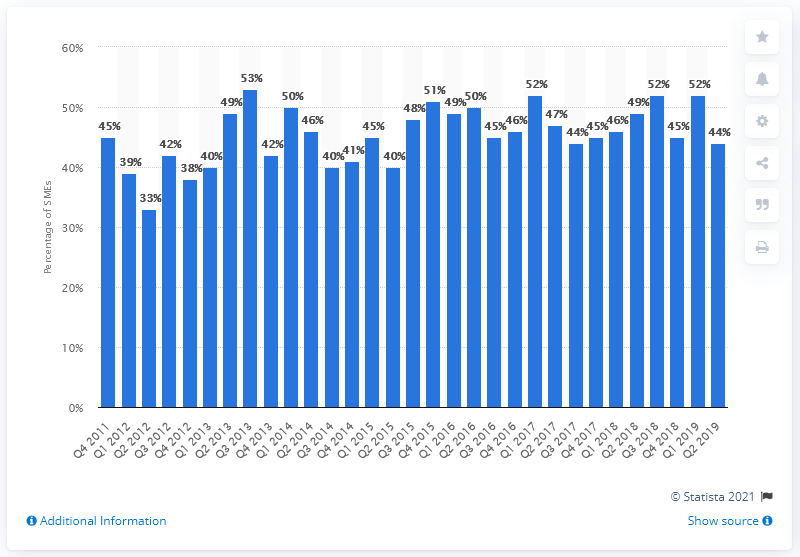 Percentage of SMEs
60%
50%
40%
30%
20%
10%
0%
45%
39%
33%
42%
38%
40%
49%
53%
42%
50%
46%
40%
41%
45%
40%
48%
51%
49%
50%
45%
46%
52%
47%
44%
45%
46%
49%
52%
45%
52%
44%
Q4 2011
Q1 2012
Q2 2012
Q3 2012
Q4 2012
Q1 2013
Q2 2013
Q3 2013
Q4 2013
Q1 2014
Q2 2014
Q3 2014
Q4 2014
Q1 2015
Q2 2015
Q3 2015
Q4 2015
Q1 2016
Q2 2016
Q3 2016
Q4 2016
Q1 2017
Q2 2017
Q3 2017
Q4 2017
Q1 2018
Q2 2018
Q3 2018
Q4 2018
Q1 2019
Q2 2019
© Statista 2021
Additional Information
Show source